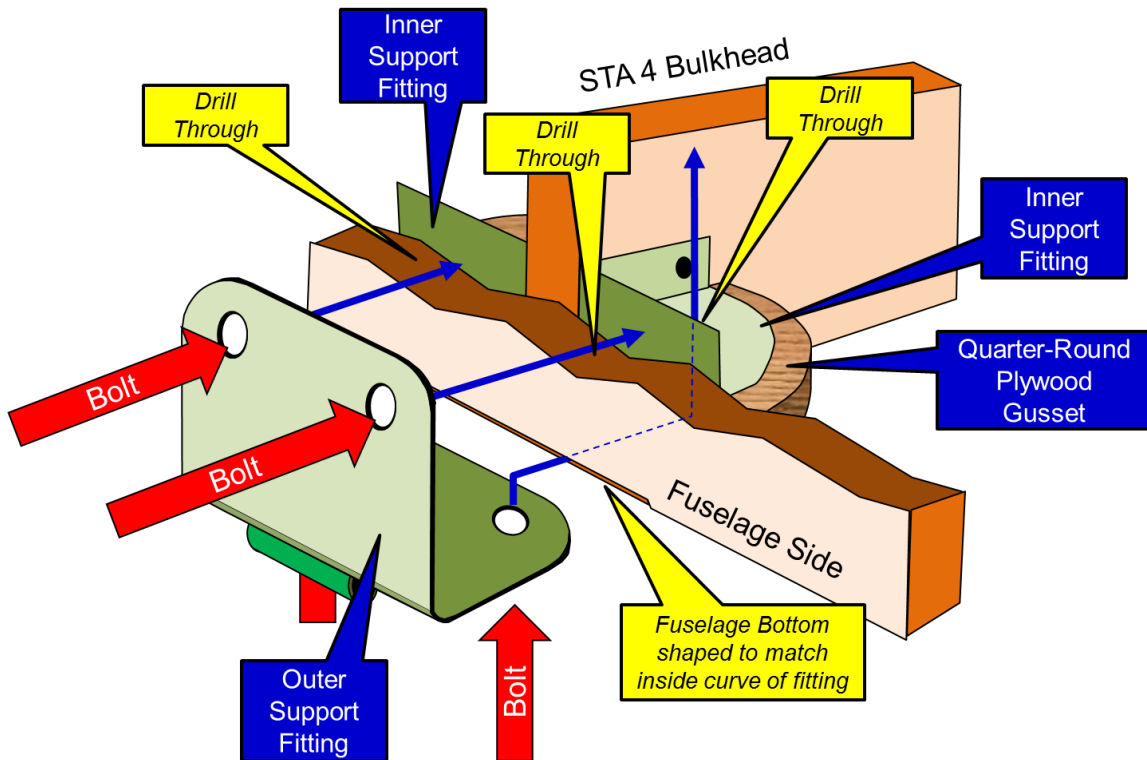 Inner
Support
Fitting
STA 4 Bulkhead
Drill
Through
Drill
Through
Drill
Through
Inner
Support
Fitting
Quarter-Round
Plywood
Gusset
Bolt
Bolt
Fuselage Side
Fuselage Bottom
shaped to match
inside curve of fitting
Outer
Support
Fitting
Bolt